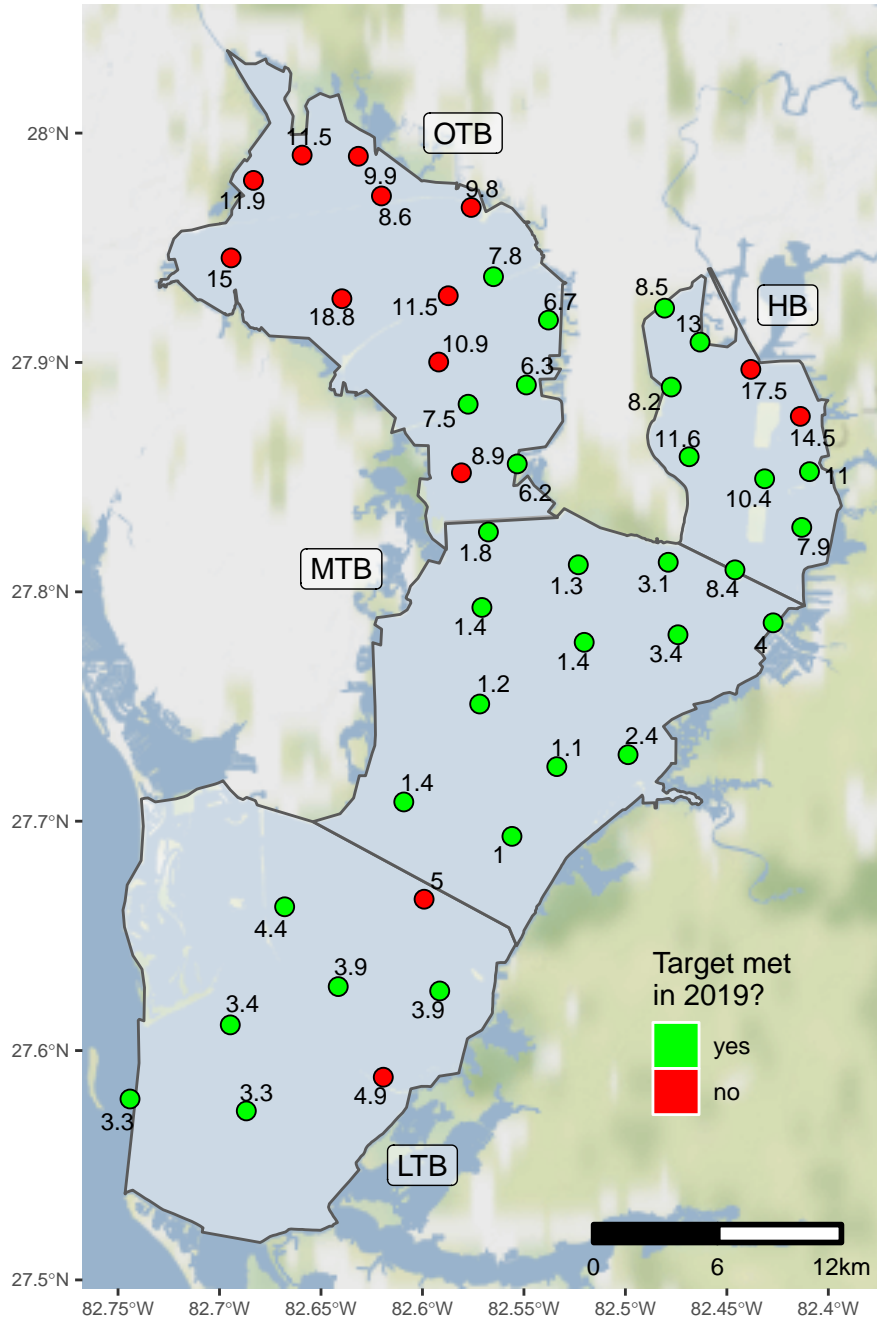 28°N
27.9°N
27.8°N
27.7°N
27.6°N
27.5°N
OTB
11.5
9.9
11.9
8.6
9.8
7.8
15
18.8
11.5
6.7
10.9
6.3
7.5
8.9
6.2
HB
8.5
13
17.5
8.2
14.5
11.6
11
10.4
7.9
8.4
MTB
1.8
1.3
3.1
1.4
1.4
3.4
4
1.2
2.4
1.1
1.4
1
5
4.4
3.9
3.9
3.4
4.9
3.3
3.3
LTB
Target met
in 2019?
yes
no
0 6 12km
82.75°W 82.7°W 82.65°W 82.6°W 82.55°W 82.5°W 82.45°W 82.4°W